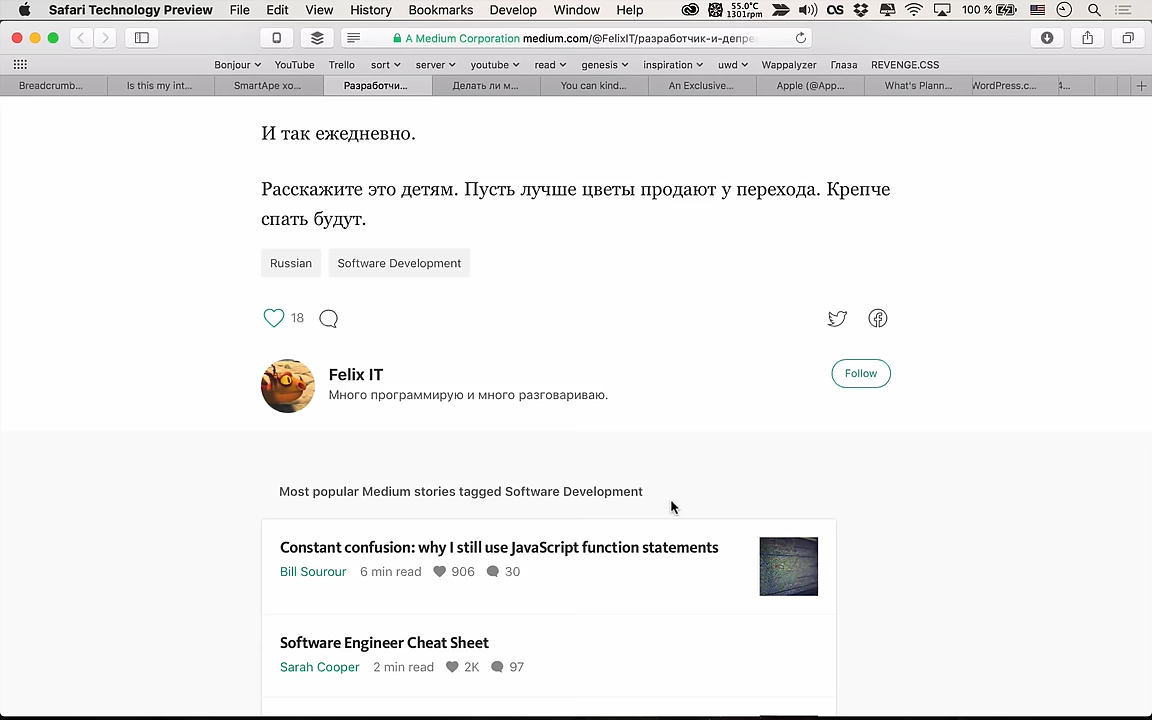 Safari Technology Preview File Edit View History Bookmarks Develop Window Help 55.0°C 1301rpm 100 %
A Medium Corporation medium.com/@FelixIT/разработчик-и-депре
Bonjour YouTube Trello sort server youtube read genesis inspiration uwd Wappalyzer Глаза REVENGE.CSS
Breadcrumb... Is this my int... SmartApe хо... Разработчи... Делать ли м... You can kind... An Exclusive... Apple (@App... What's Plann... WordPress.c...
И так ежедневно.
Расскажите это детям. Пусть лучше цветы продают у перехода. Крепче
спать будут.
Russian Software Development
18
Felix IT Follow
Много программирую и много разговариваю.
Most popular Medium stories tagged Software Development
Constant confusion: why I still use JavaScript function statements
Bill Sourour 6 min read 906 30
Software Engineer Cheat Sheet
Sarah Cooper 2 min read 2K 97